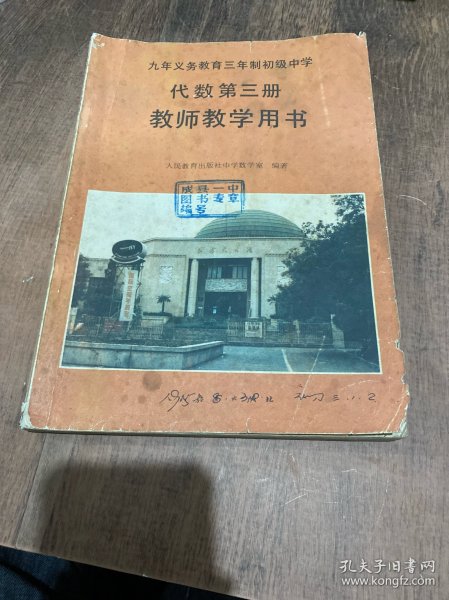 九年义务教育三年制初级中学
代数第三册
教师教学用书
人民教育出版社中学数学室 编著
成县一中
图书专章
编号
孔夫子旧书网
www.kongfz.com